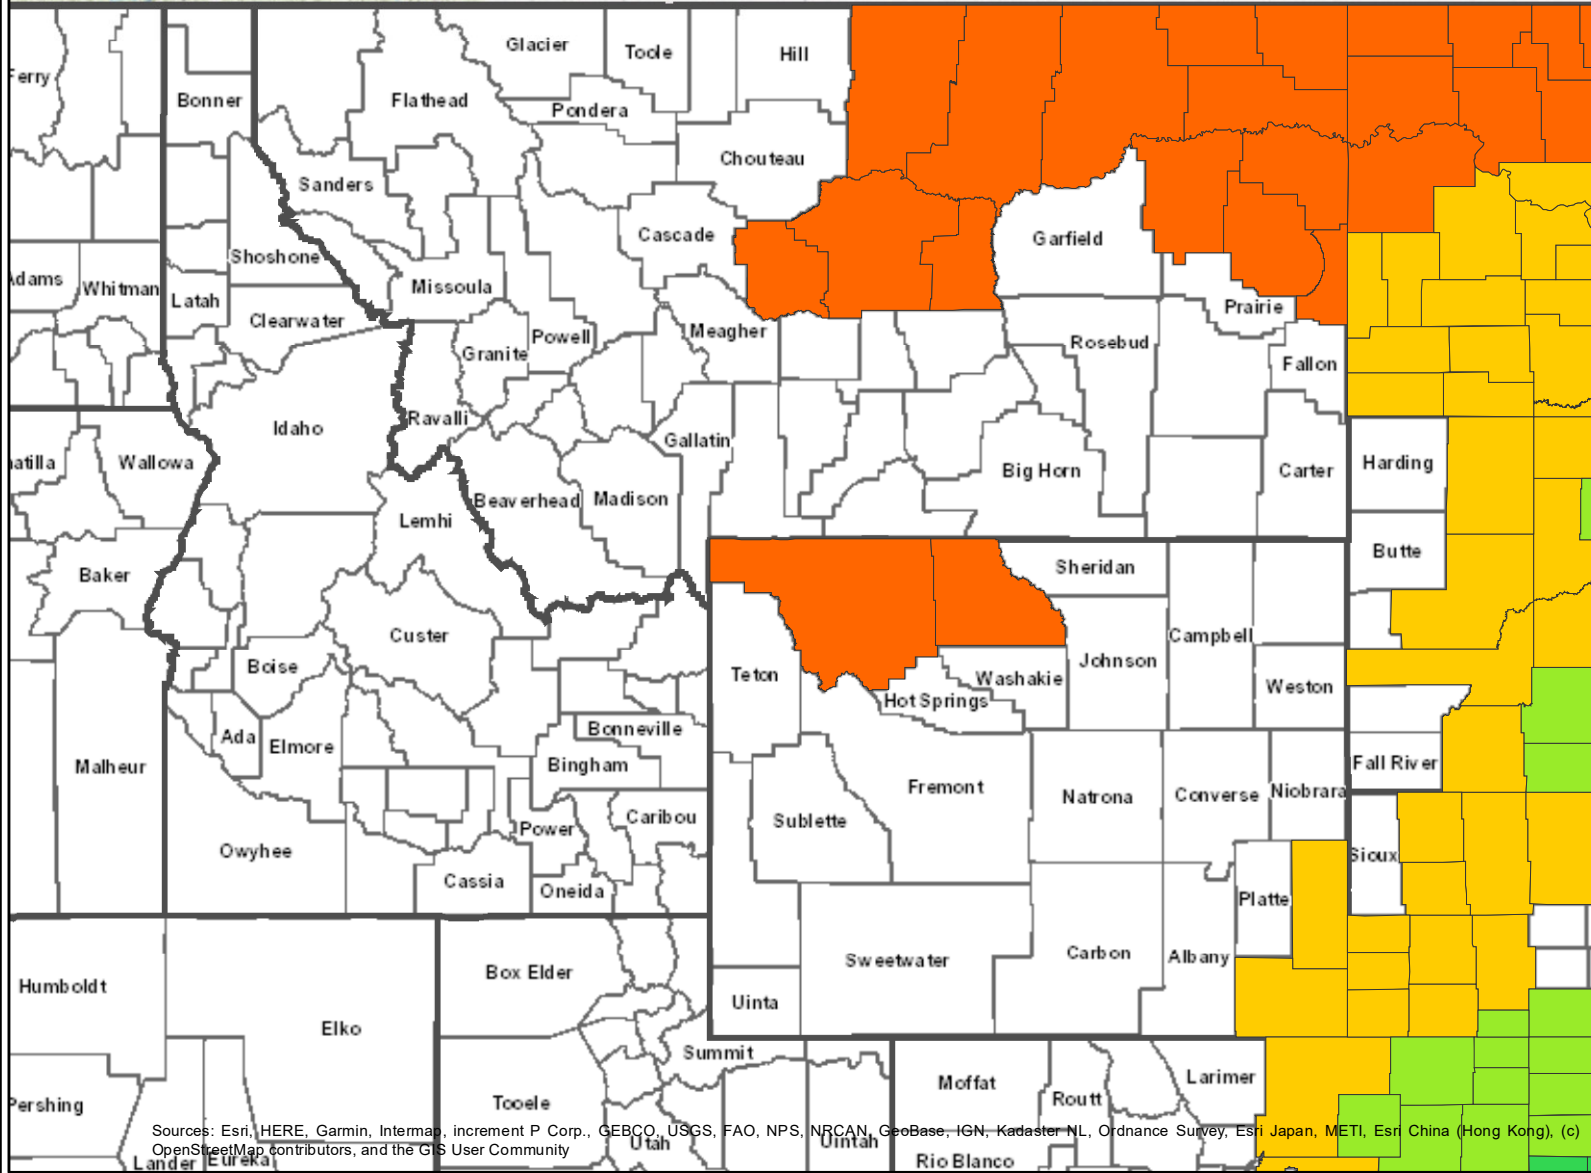 Glacier
Toole
Hill
Ferry
Bonner
Flathead
Pondera
Chouteau
Sanders
Cascade
Garfield
Shoshone
Adams
Whitman
Latah
Missoula
Clearwater
Prairie
Meagher
Powell
Rosebud
Granite
Fallon
Ravalli
Idaho
Gallatin
Wallowa
atilla
Big Horn
Carter
Harding
Beaverhead
Madison
Lemhi
Butte
Baker
Sheridan
Custer
Campbell
Boise
Teton
Johnson
Washakie
Weston
Hot Springs
Bonneville
Ada
Elmore
Malheur
Bingham
Fall River
Fremont
Natrona
Converse
Niobrara
Sublette
Caribou
Power
Owyhee
Sioux
Cassia
Oneida
Platte
Carbon
Albany
Sweetwater
Box Elder
Humboldt
Uinta
Elko
Summit
Moffat
Larimer
Routt
Tooele
Pershing
Utah
Uintah
Rio Blanco
Lander
Eureka
Sources: Esri, HERE, Garmin, Intermap, increment P Corp., GEBCO, USGS, FAO, NPS, NRCAN, GeoBase, IGN, Kadaster NL, Ordnance Survey, Esri Japan, METI, Esri China (Hong Kong), (c)
OpenStreetMap contributors, and the GIS User Community